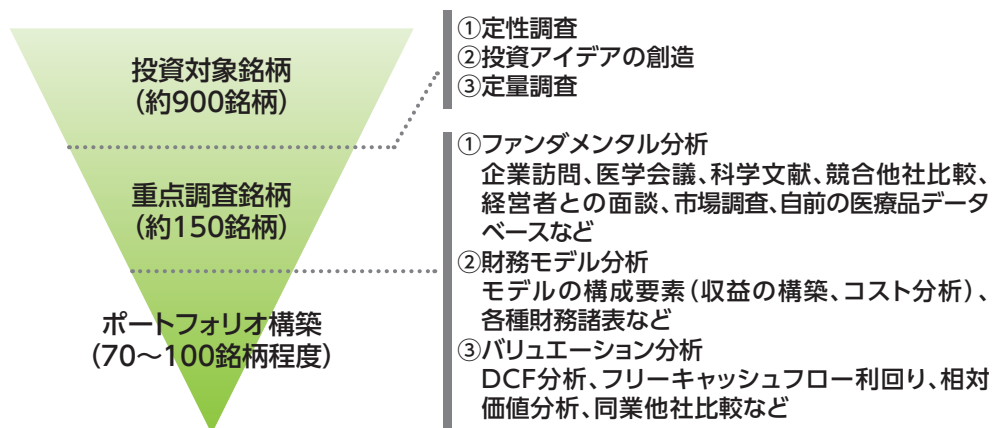 投資対象銘柄
（約900銘柄）
①定性調査
②投資アイデアの創造
③定量調査
重点調査銘柄
（約150銘柄）
①ファンダメンタル分析
企業訪問、医学会議、科学文献、競合他社比較、
経営者との面談、市場調査、自前の医療品データ
ベースなど
②財務モデル分析
モデルの構成要素（収益の構築、コスト分析）、
各種財務諸表など
③バリュエーション分析
DCF分析、フリーキャッシュフロー利回り、相対
価値分析、同業他社比較など
ポートフォリオ構築
（70～100銘柄程度）